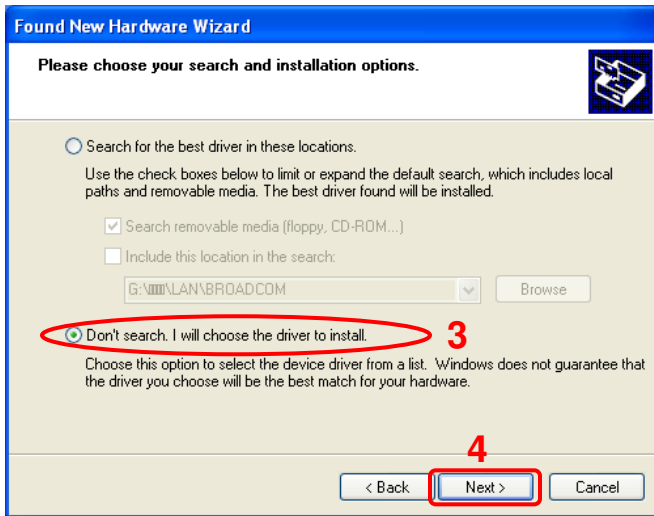 Found New Hardware Wizard
Please choose your search and installation options.
Search for the best driver in these locations.
Use the check boxes below to limit or expand the default search, which includes local
paths and removable media. The best driver found will be installed.
Search removable media (floppy, CD-ROM...)
Include this location in the search:
G:\\LAN\BROADCOM
Browse
Don't search. I will choose the driver to install.
3
Choose this option to select the device driver from a list. Windows does not guarantee that
the driver you choose will be the best match for your hardware.
4
< Back
Next >
Cancel